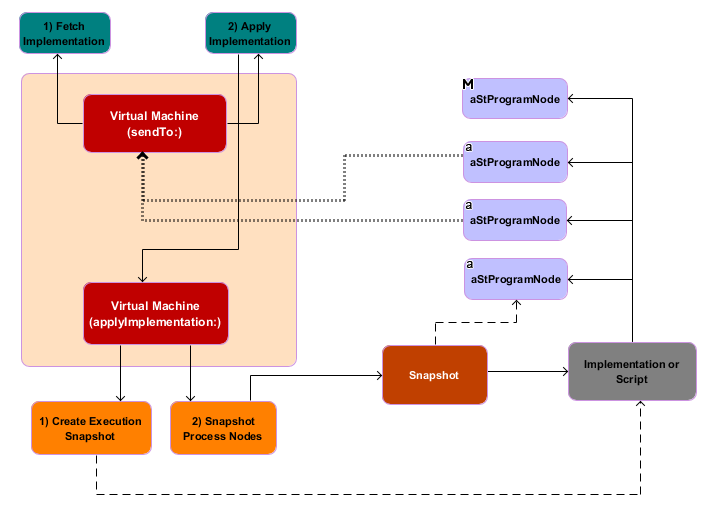 1) Fetch
Implementation
2) Apply
Implementation
Virtual Machine
(sendTo:)
M
aStProgramNode
a
aStProgramNode
a
aStProgramNode
a
aStProgramNode
Virtual Machine
(applyImplementation:)
Snapshot
Implementation or
Script
1) Create Execution
Snapshot
2) Snapshot
Process Nodes